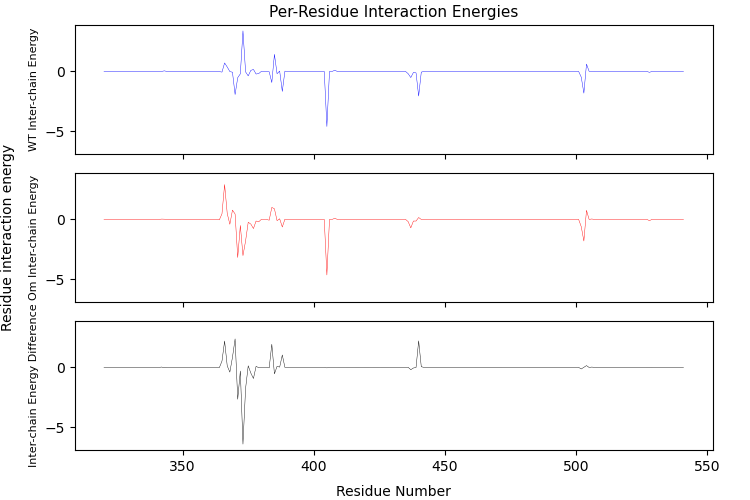 Per-Residue Interaction Energies
Residue interaction energy
WT Inter-chain Energy
0
−5
Om Inter-chain Energy
0
−5
Inter-chain Energy Difference
0
−5
350
400
450
500
550
Residue Number